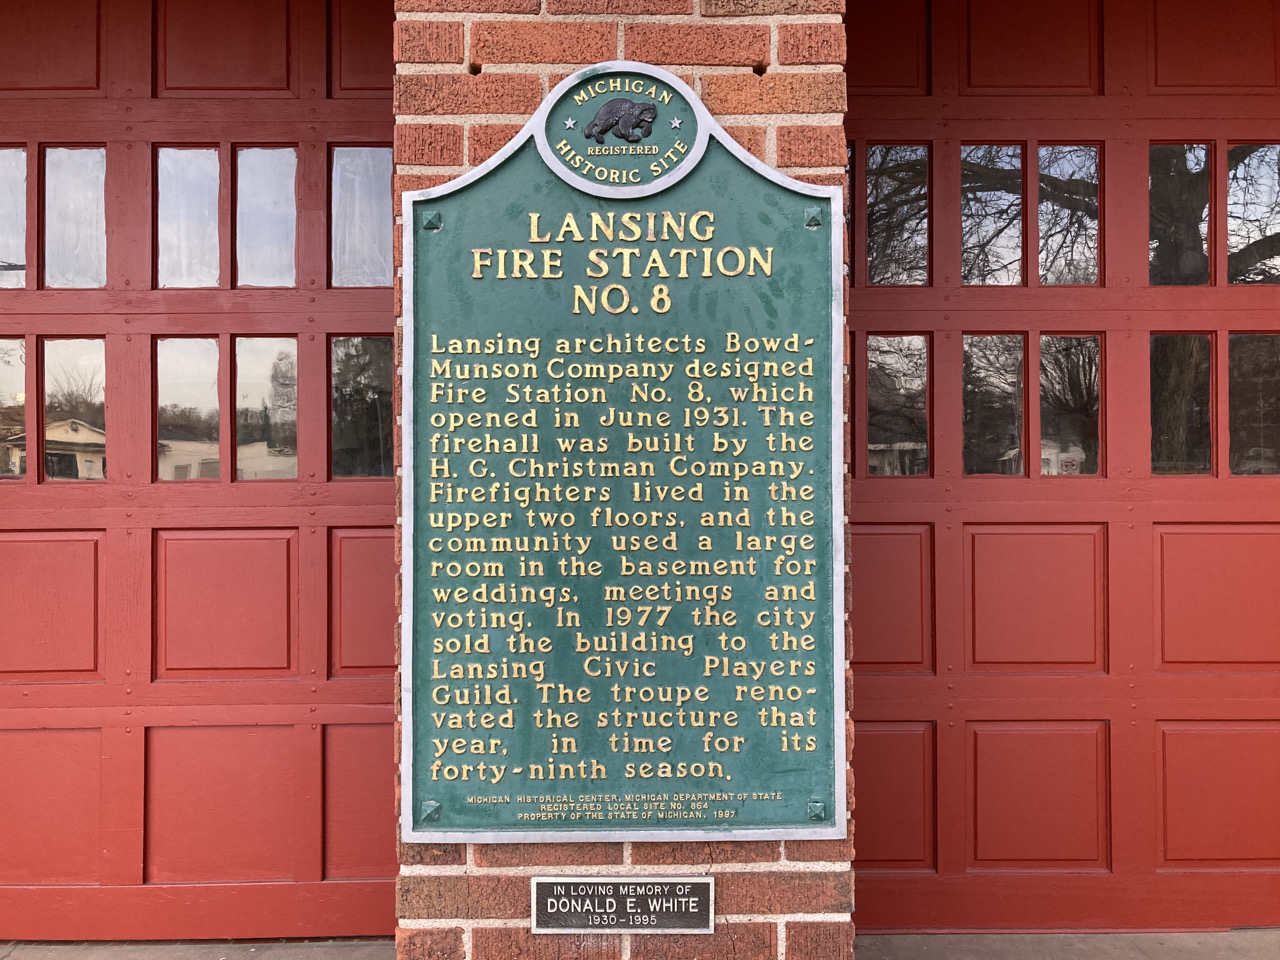 MICHIGAN
REGISTERED
HISTORIC SITE
LANSING
FIRE STATION
NO. 8
Lansing architects Bowd-
Munson Company designed
Fire Station No. 8, which
opened in June 1931. The
firehall was built by the
H. G. Christman Company.
Firefighters lived in the
upper two floors, and the
community used a large
room in the basement for
weddings, meetings and
voting. In 1977 the city
sold the building to the
Lansing Civic Players
Guild. The troupe reno-
vated the structure that
year, in time for its
forty-ninth season.
MICHIGAN HISTORICAL CENTER, MICHIGAN DEPARTMENT OF STATE
REGISTERED LOCAL SITE NO. 864
PROPERTY OF THE STATE OF MICHIGAN, 1987
IN LOVING MEMORY OF
DONALD E. WHITE
1930-1995